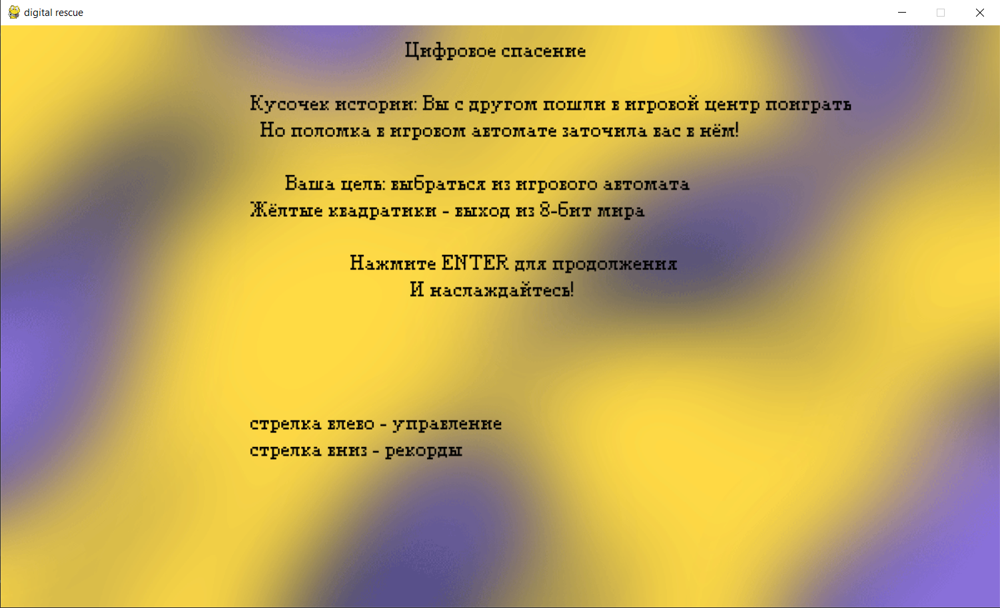 digital rescue
Цифровое спасение
Кусочек истории: Вы с другом пошли в игровой центр поиграть
Но поломка в игровом автомате заточила вас в нём!
Ваша цель: выбраться из игрового автомата
Жёлтые квадратики - выход из 8-бит мира
Нажмите ENTER для продолжения
И наслаждайтесь!
стрелка влево - управление
стрелка вниз - рекорды